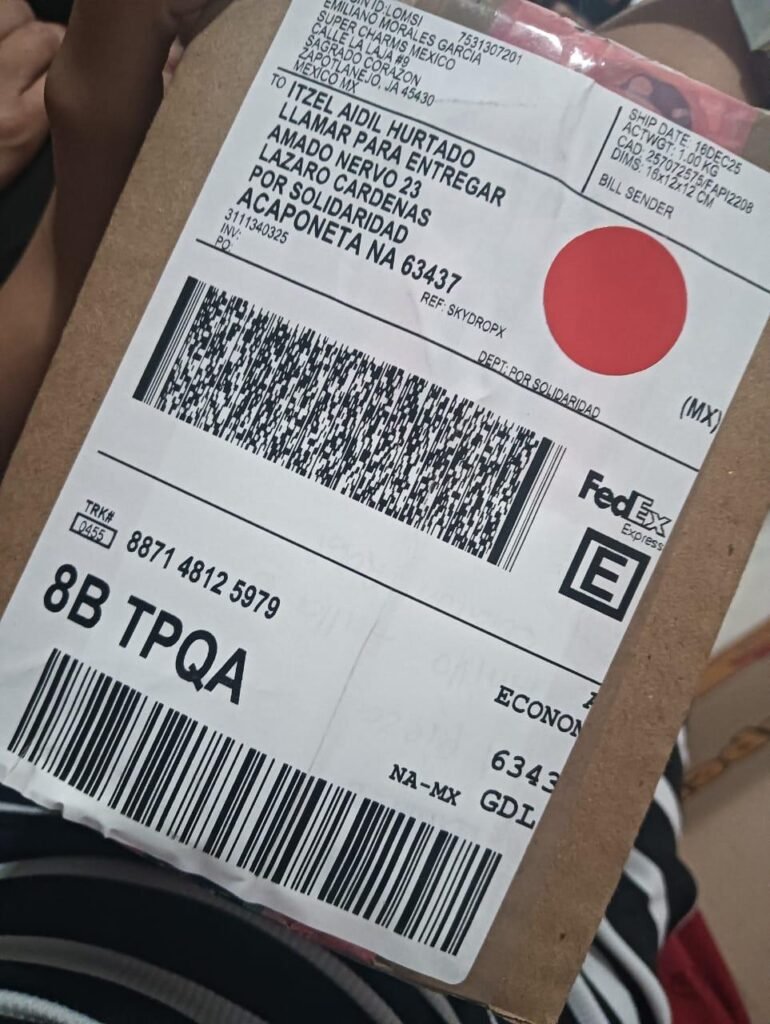 IN ID:LOMSI 7531307201
EMILIANO MORALES GARCIA
SUPER CHARMS MEXICO
CALLE LA LAJA #9
SAGRADO CORAZON
ZAPOTLANEJO, JA 45430
MEXICO MX
SHIP DATE: 16DEC25
ACTWGT: 1.00 KG
CAD: 257072575/FAPI2208
DIMS: 16x12x12 CM
BILL SENDER
TO ITZEL AIDIL HURTADO
LLAMAR PARA ENTREGAR
AMADO NERVO 23
LAZARO CARDENAS
POR SOLIDARIDAD
ACAPONETA NA 63437
3111340325
INV:
PO:
REF: SKYDROPX
DEPT: POR SOLIDARIDAD
(MX)
FedEx
Express
E
TRK#
0455 8871 4812 5979
8B TPQA
ECONOM
6343
NA-MX GDL